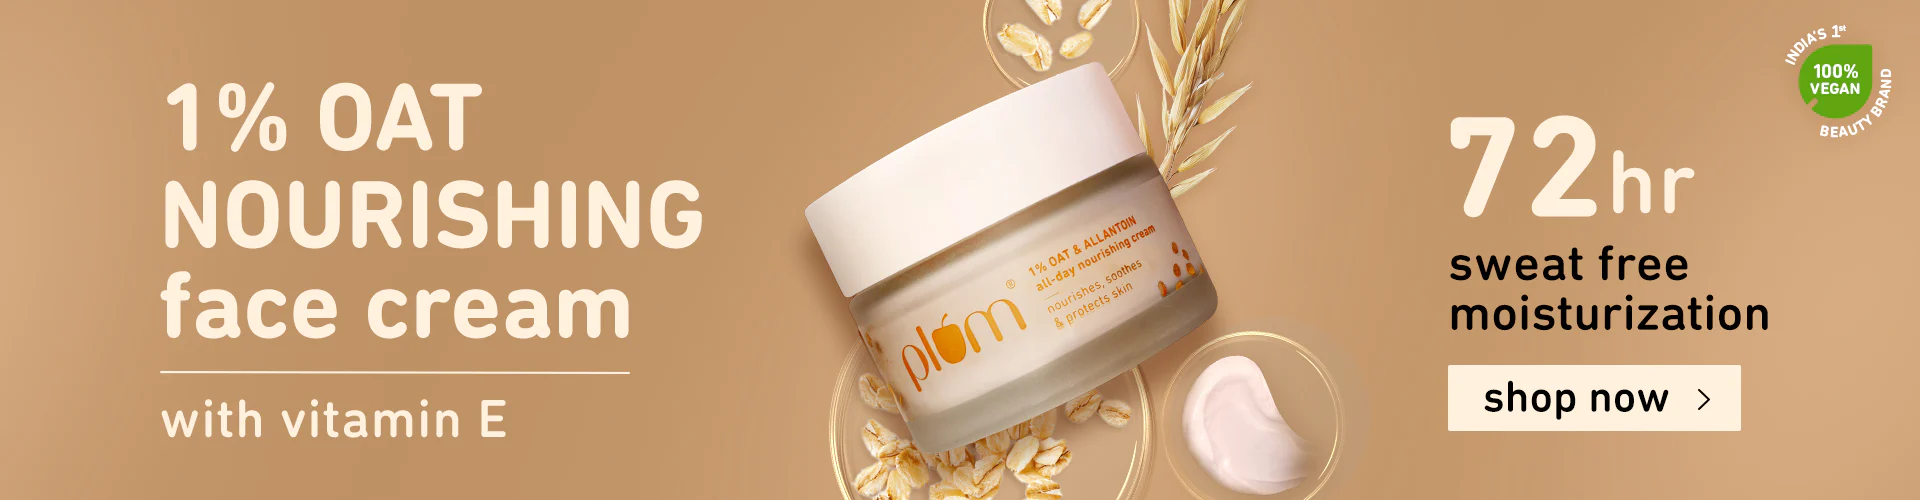 1% OAT
NOURISHING
face cream
with vitamin E
plum®
1% OAT & ALLANTOIN
all-day nourishing cream
nourishes, soothes
& protects skin
72hr
sweat free
moisturization
shop now >
INDIA'S 1st
100%
VEGAN
BEAUTY BRAND